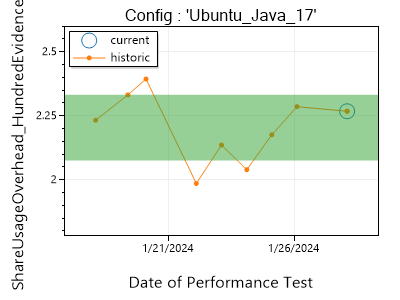 Config : 'Ubuntu_Java_17'
current
historic
2.5
2.25
2
ShareUsageOverhead_HundredEvidence
1/21/2024
1/26/2024
Date of Performance Test